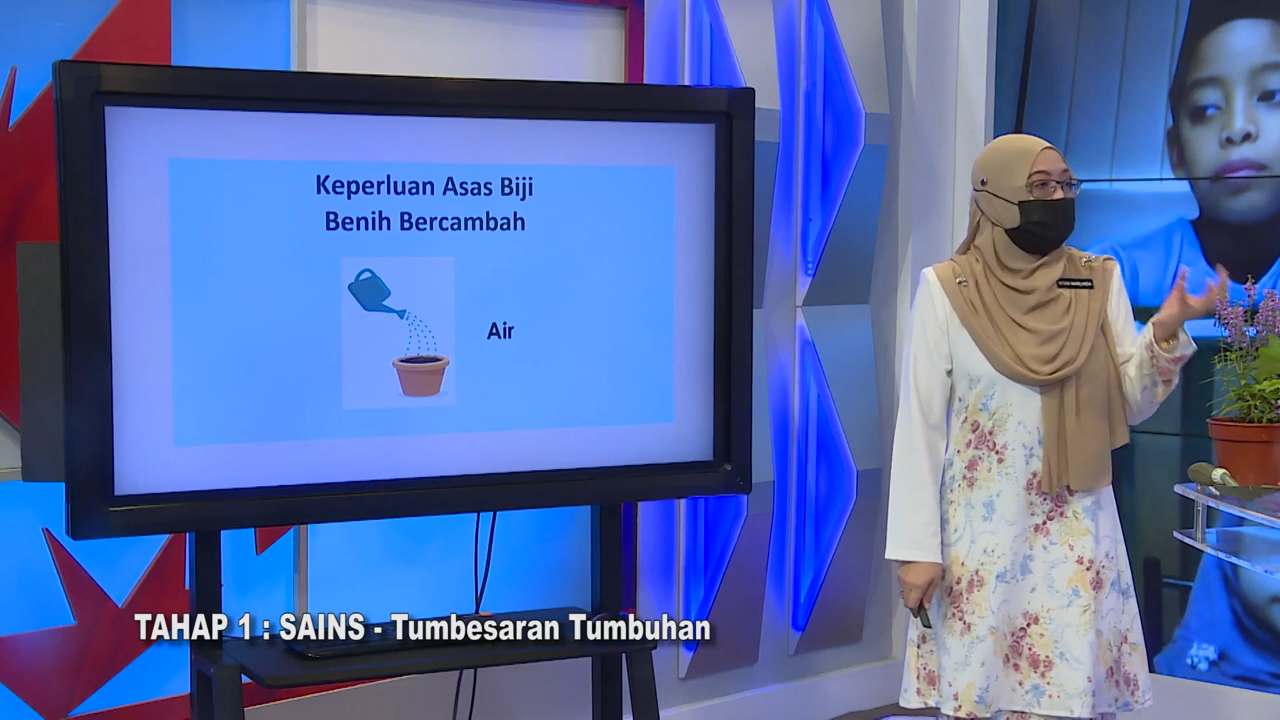 Keperluan Asas Biji
Benih Bercambah
Air
TAHAP 1 : SAINS - Tumbesaran Tumbuhan